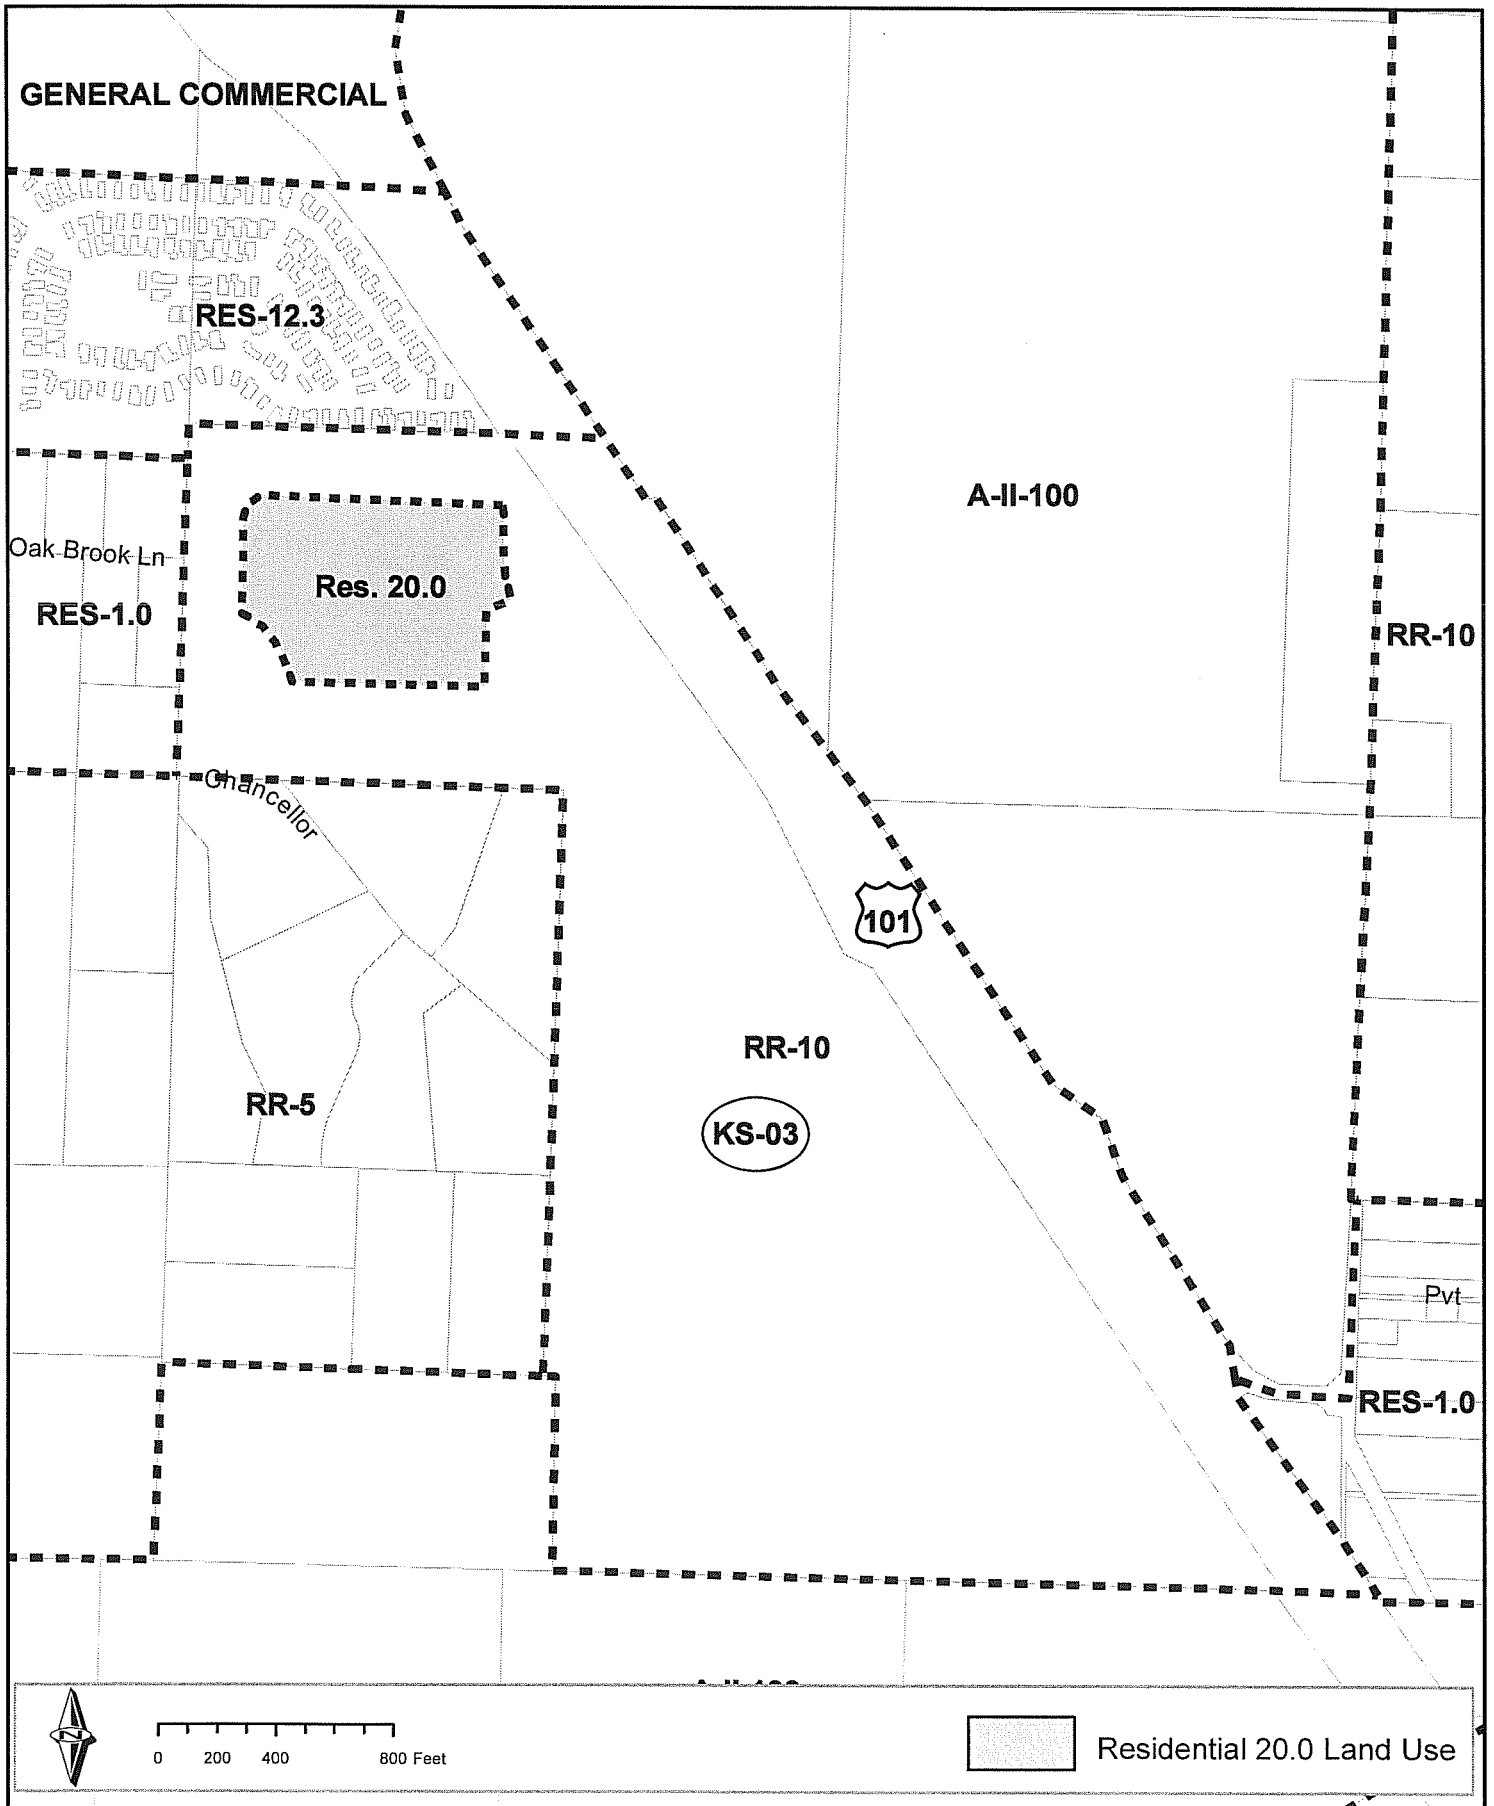 GENERAL COMMERCIAL
RES-12.3
A-II-100
Oak Brook Ln
Res. 20.0
RES-1.0
RR-10
Chancellor
101
RR-10
RR-5
KS-03
Pvt
RES-1.0
N
0 200 400 800 Feet
Residential 20.0 Land Use